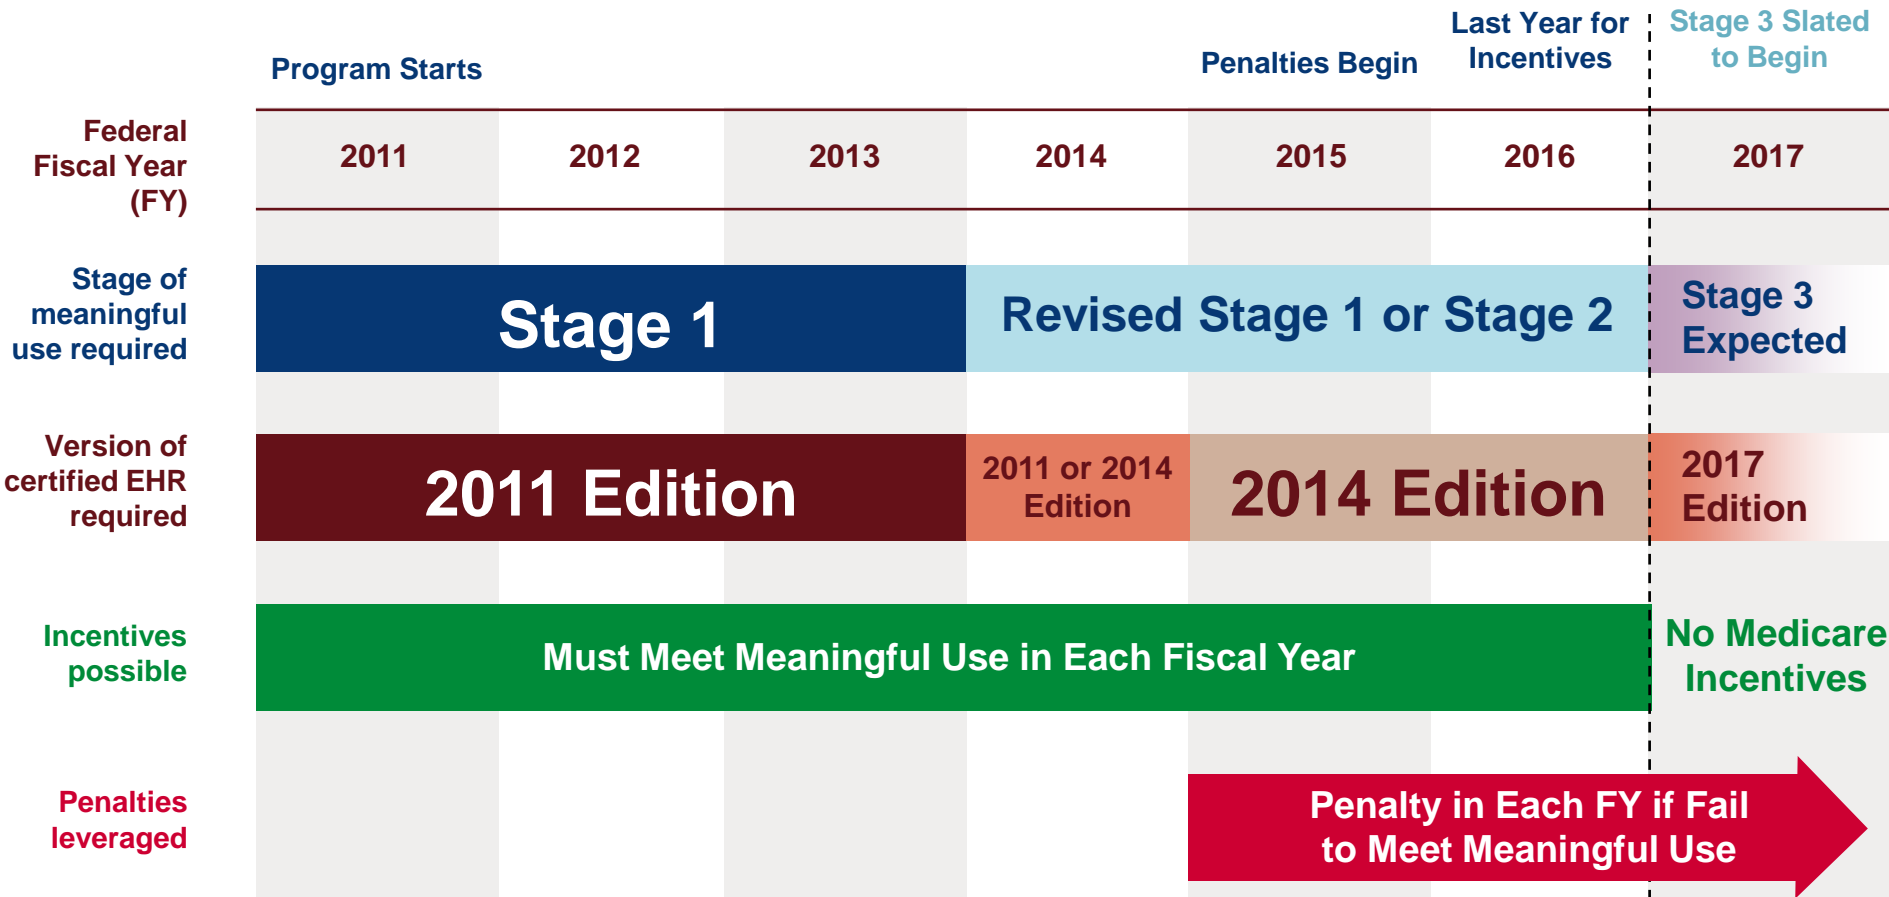 Program Starts
Penalties Begin
Last Year for
Incentives
Stage 3 Slated
to Begin
Federal
Fiscal Year
(FY)
2011
2012
2013
2014
2015
2016
2017
Stage of
meaningful
use required
Stage 1
Revised Stage 1 or Stage 2
Stage 3
Expected
Version of
certified EHR
required
2011 Edition
2011 or 2014
Edition
2014 Edition
2017
Edition
Incentives
possible
Must Meet Meaningful Use in Each Fiscal Year
No Medicare
Incentives
Penalties
leveraged
Penalty in Each FY if Fail
to Meet Meaningful Use